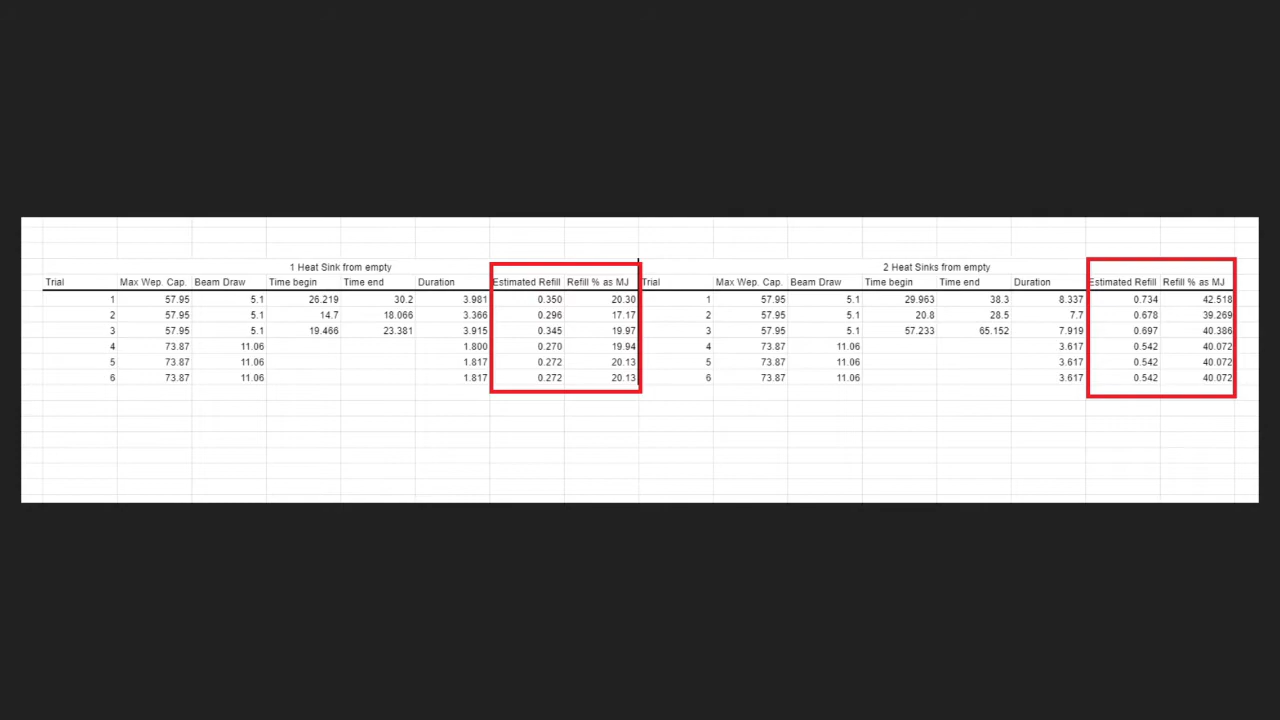 1 Heat Sink from empty 2 Heat Sinks from empty
Trial Max Wep. Cap. Beam Draw Time begin Time end Duration Estimated Refill Refill % as MJ Trial Max Wep. Cap. Beam Draw Time begin Time end Duration Estimated Refill Refill % as MJ
1 57.95 5.1 26.219 30.2 3.981 0.350 20.30 1 57.95 5.1 29.963 38.3 8.337 0.734 42.518
2 57.95 5.1 14.7 18.066 3.366 0.296 17.17 2 57.95 5.1 20.8 28.5 7.7 0.678 39.269
3 57.95 5.1 19.466 23.381 3.915 0.345 19.97 3 57.95 5.1 57.233 65.152 7.919 0.697 40.386
4 73.87 11.06 1.800 0.270 19.94 4 73.87 11.06 3.617 0.542 40.072
5 73.87 11.06 1.817 0.272 20.13 5 73.87 11.06 3.617 0.542 40.072
6 73.87 11.06 1.817 0.272 20.13 6 73.87 11.06 3.617 0.542 40.072